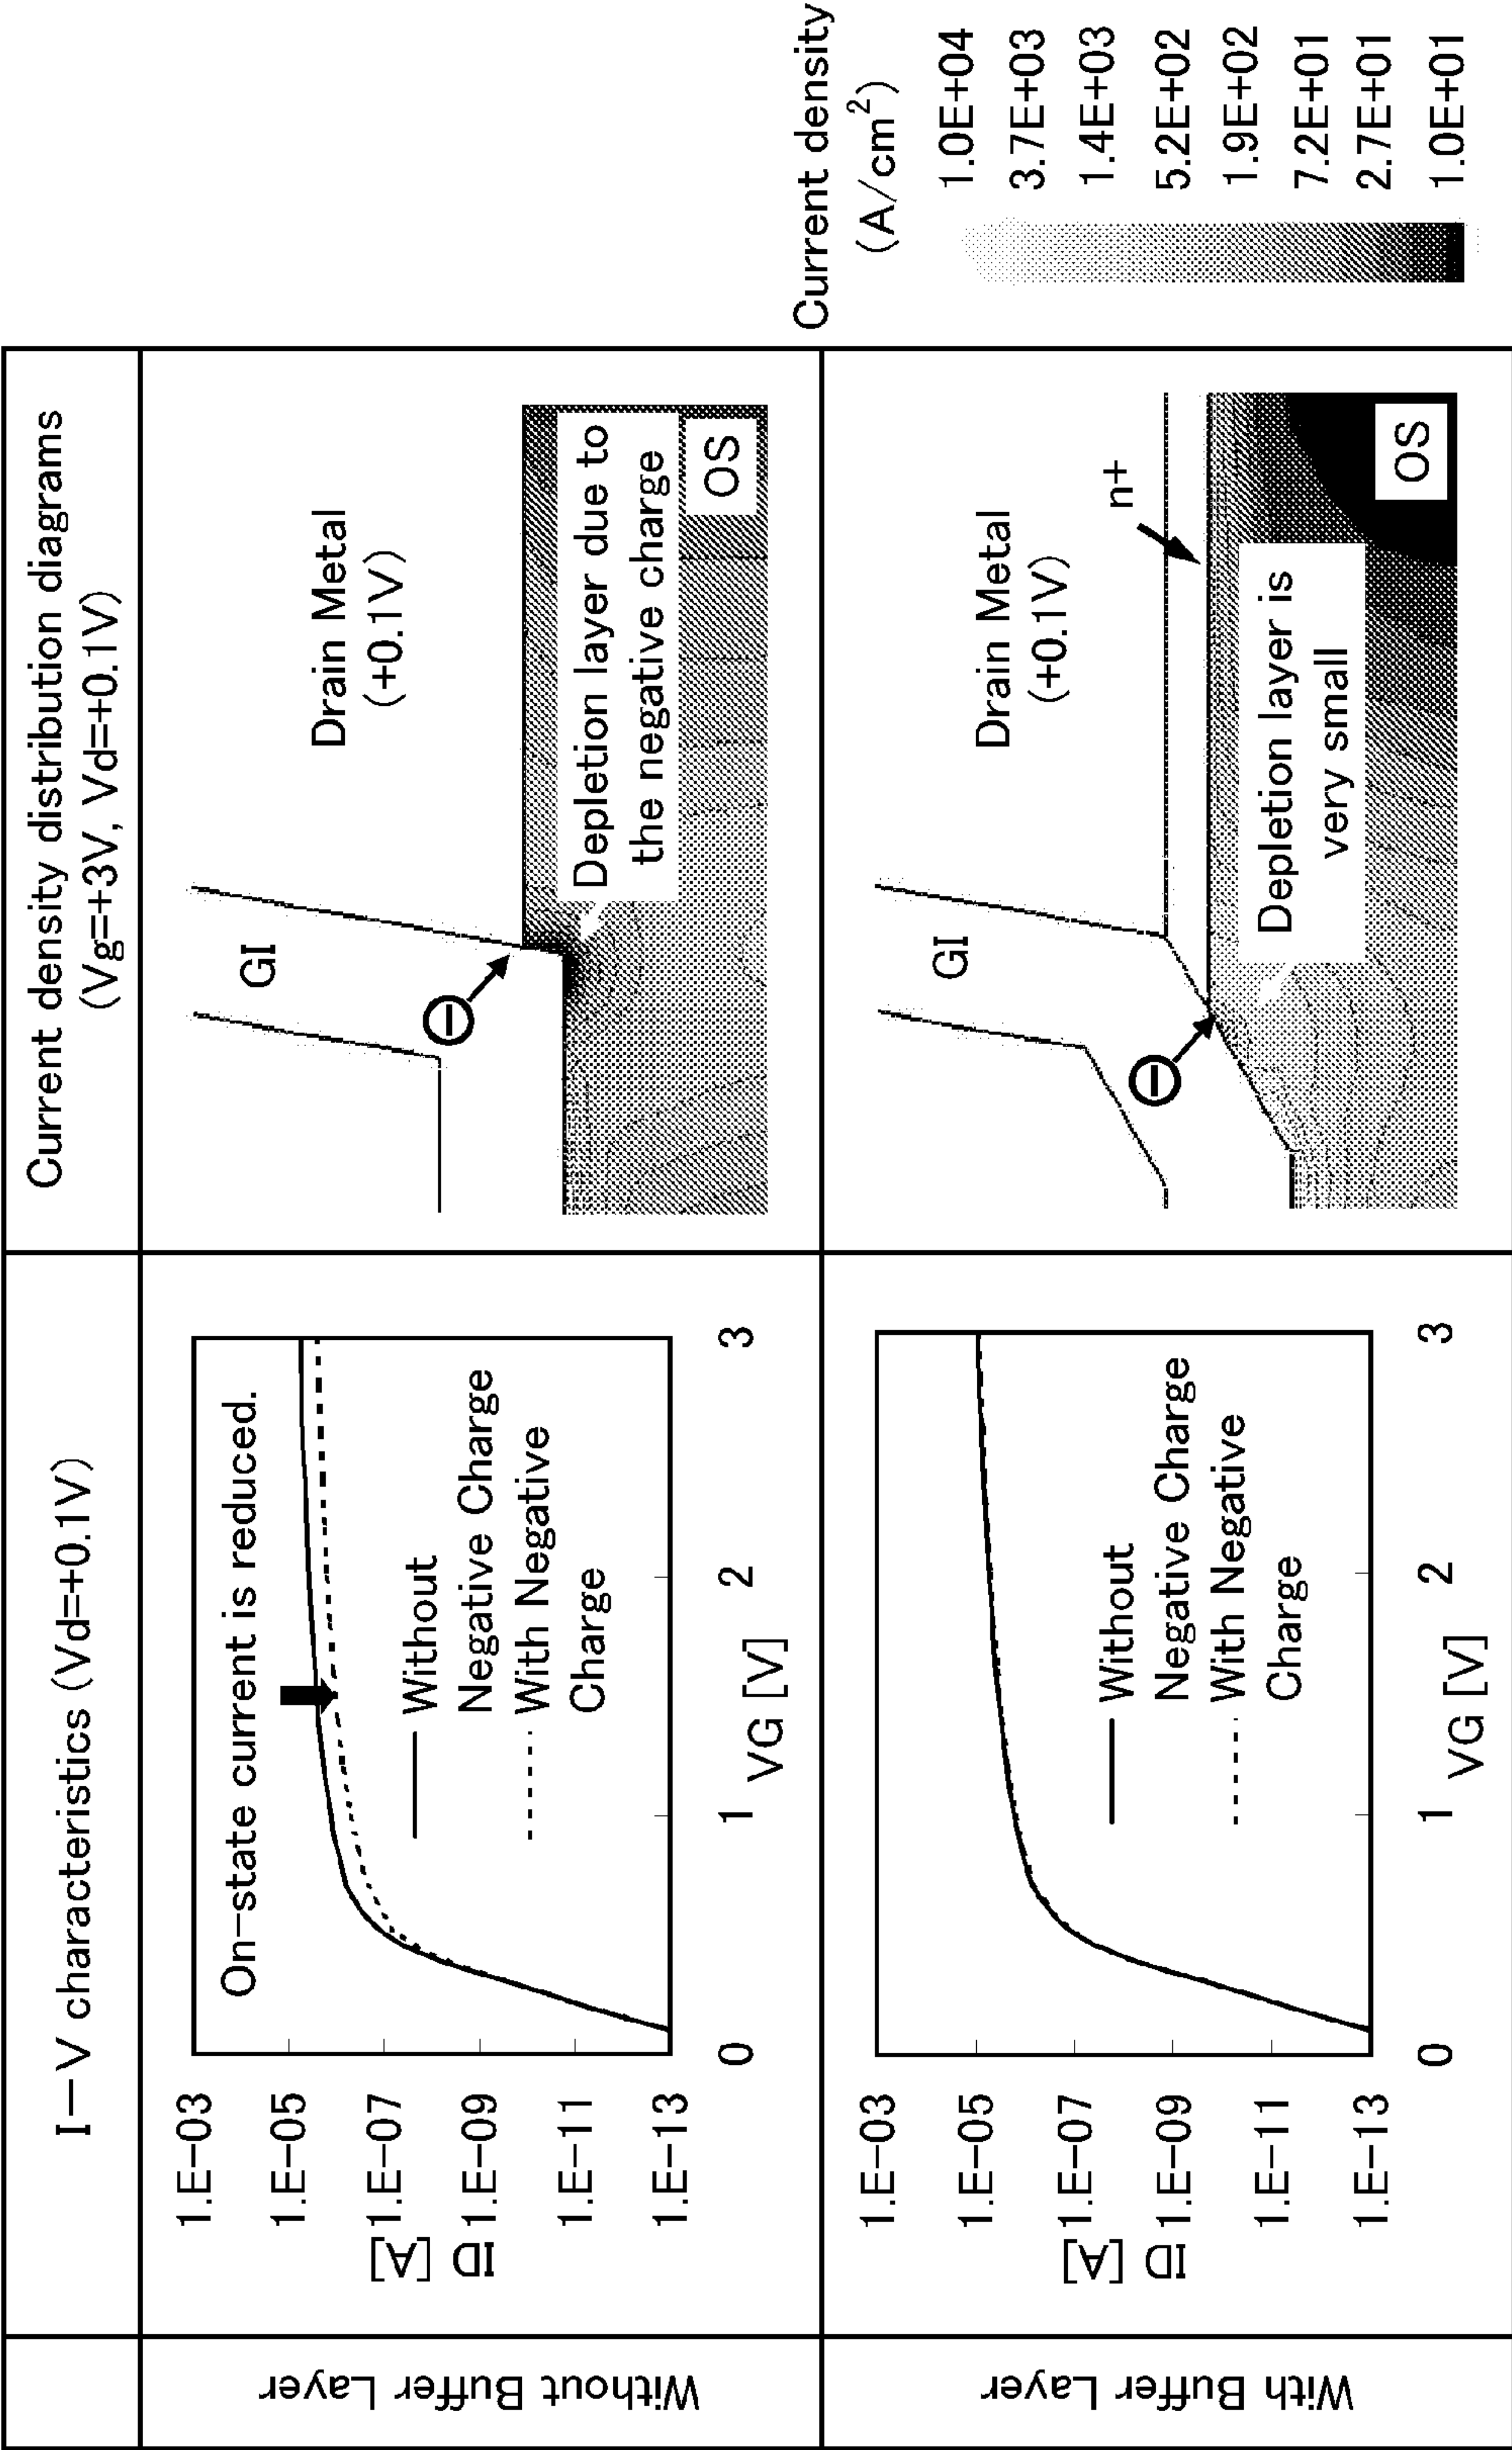 I-V characteristics (Vd=+0.1V)
Current density distribution diagrams
(Vg=+3V, Vd=+0.1V)
Without Buffer Layer
ID [A]
1.E-03
1.E-05
1.E-07
1.E-09
1.E-11
1.E-13
On-state current is reduced.
Without
Negative Charge
With Negative
Charge
0
1
2
3
VG [V]
GI
Drain Metal
(+0.1V)
⊖
Depletion layer due to
the negative charge
OS
With Buffer Layer
ID [A]
1.E-03
1.E-05
1.E-07
1.E-09
1.E-11
1.E-13
Without
Negative Charge
With Negative
Charge
0
1
2
3
VG [V]
GI
Drain Metal
(+0.1V)
n+
⊖
Depletion layer is
very small
OS
Current density
(A/cm²)
1.0E+04
3.7E+03
1.4E+03
5.2E+02
1.9E+02
7.2E+01
2.7E+01
1.0E+01